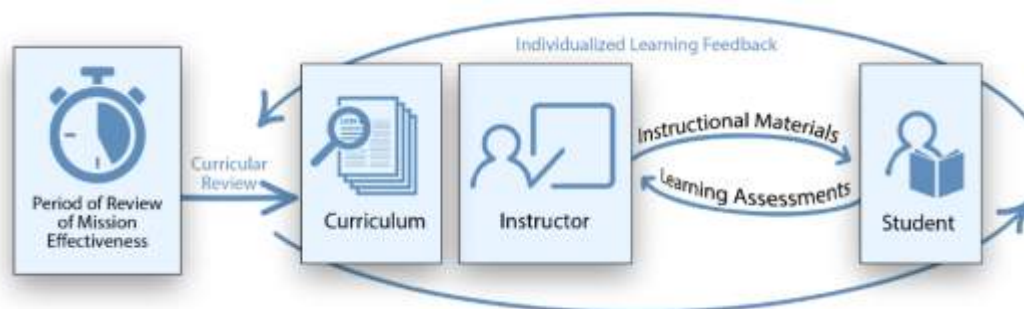 Individualized Learning Feedback
Period of Review
of Mission
Effectiveness
Curricular
Review
Curriculum
Instructor
Instructional Materials
Learning Assessments
Student